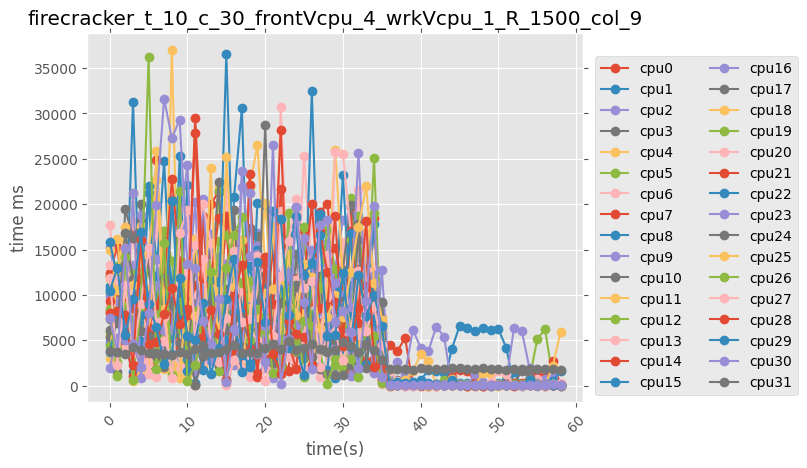 firecracker_t_10_c_30_frontVcpu_4_wrkVcpu_1_R_1500_col_9
time ms
35000
30000
25000
20000
15000
10000
5000
0
0 10 20 30 40 50 60
time(s)
cpu0 cpu16
cpu1 cpu17
cpu2 cpu18
cpu3 cpu19
cpu4 cpu20
cpu5 cpu21
cpu6 cpu22
cpu7 cpu23
cpu8 cpu24
cpu9 cpu25
cpu10 cpu26
cpu11 cpu27
cpu12 cpu28
cpu13 cpu29
cpu14 cpu30
cpu15 cpu31